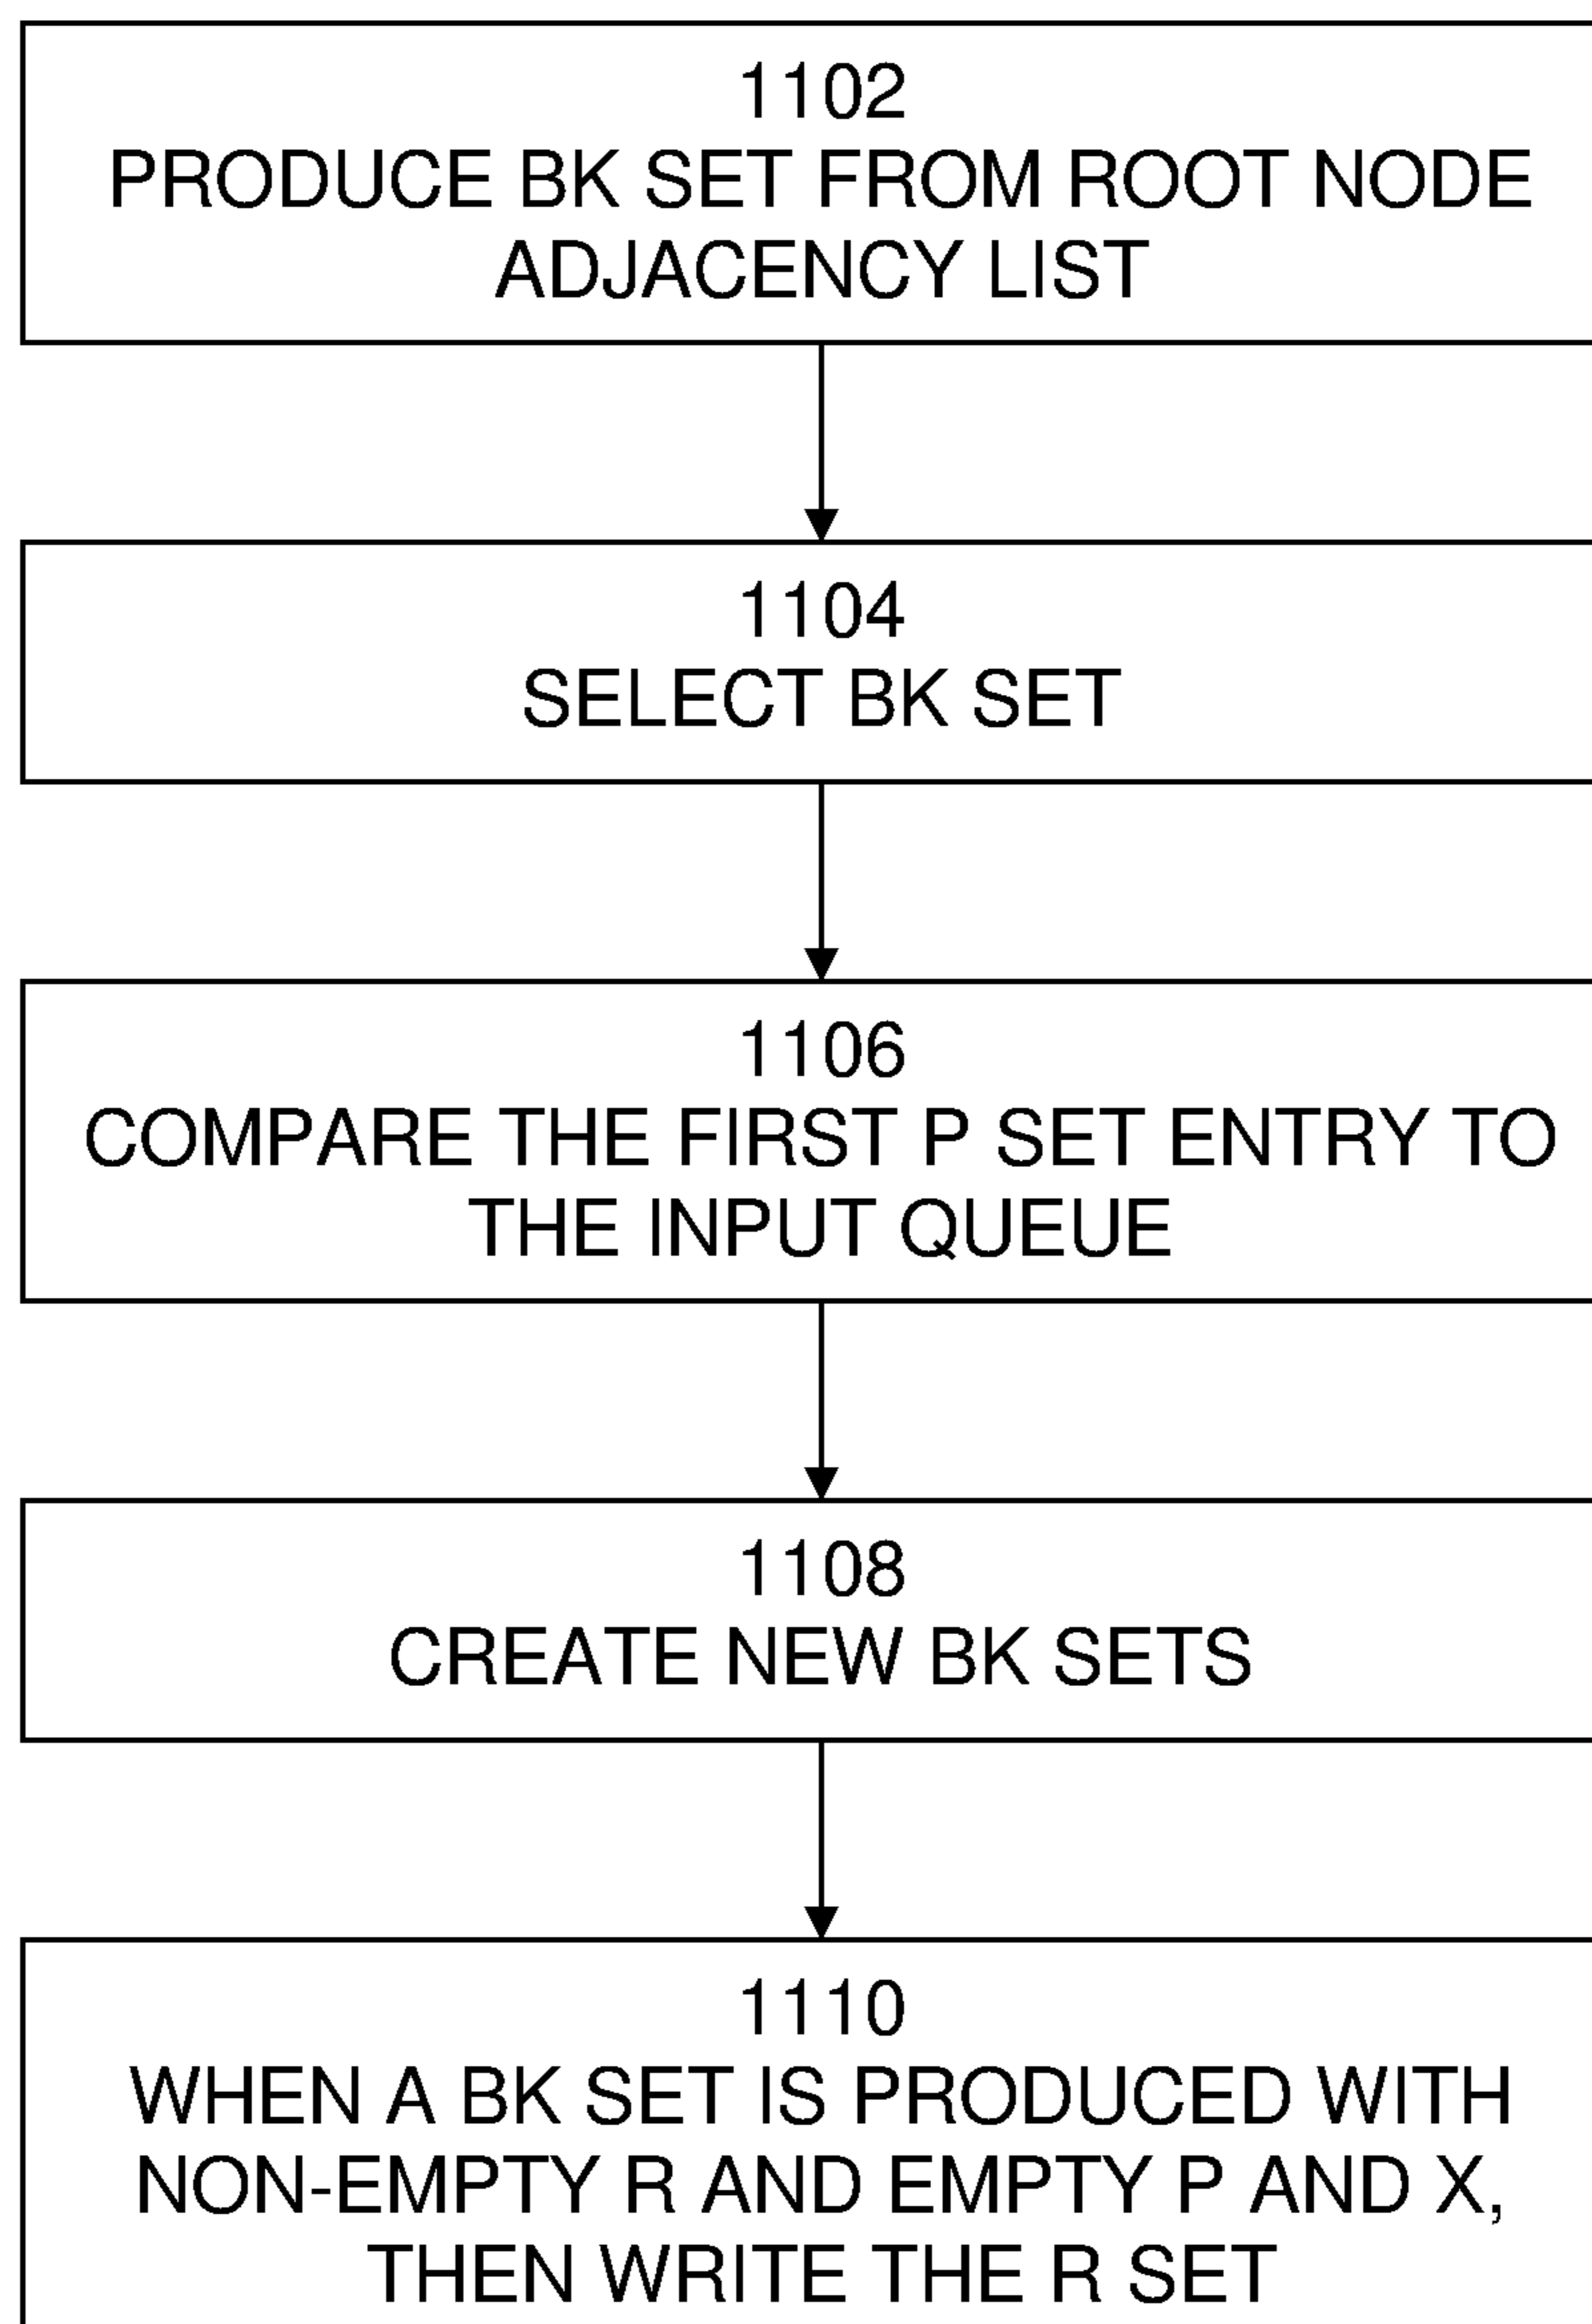 1102
PRODUCE BK SET FROM ROOT NODE
ADJACENCY LIST
1104
SELECT BK SET
1106
COMPARE THE FIRST P SET ENTRY TO
THE INPUT QUEUE
1108
CREATE NEW BK SETS
1110
WHEN A BK SET IS PRODUCED WITH
NON-EMPTY R AND EMPTY P AND X,
THEN WRITE THE R SET